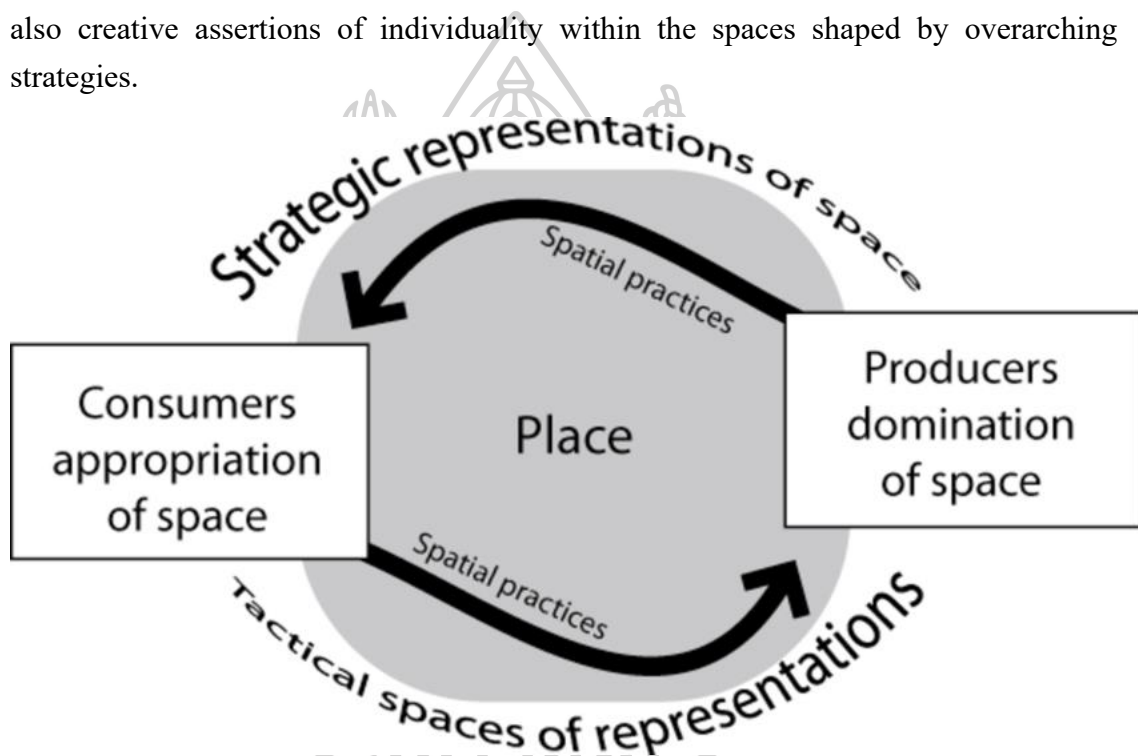 also creative assertions of individuality within the spaces shaped by overarching
strategies.
Strategic representations of space
Spatial practices
Consumers
appropriation
of space
Place
Producers
domination
of space
Spatial practices
Tactical spaces of representations